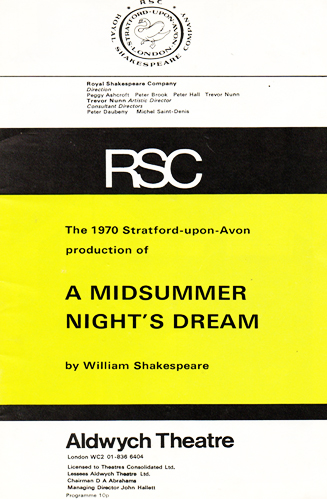 RSC
STRATFORD-UPON-AVON
LONDON
ROYAL SHAKESPEARE COMPANY
Royal Shakespeare Company
Direction
Peggy Ashcroft Peter Brook Peter Hall Trevor Nunn
Trevor Nunn Artistic Director
Consultant Directors
Peter Daubeny Michel Saint-Denis
RSC
The 1970 Stratford-upon-Avon
production of
A MIDSUMMER
NIGHT'S DREAM
by William Shakespeare
Aldwych Theatre
London WC2 01-836 6404
Licensed to Theatres Consolidated Ltd.
Lessees Aldwych Theatre Ltd.
Chairman D A Abrahams
Managing Director John Hallett
Programme 10p